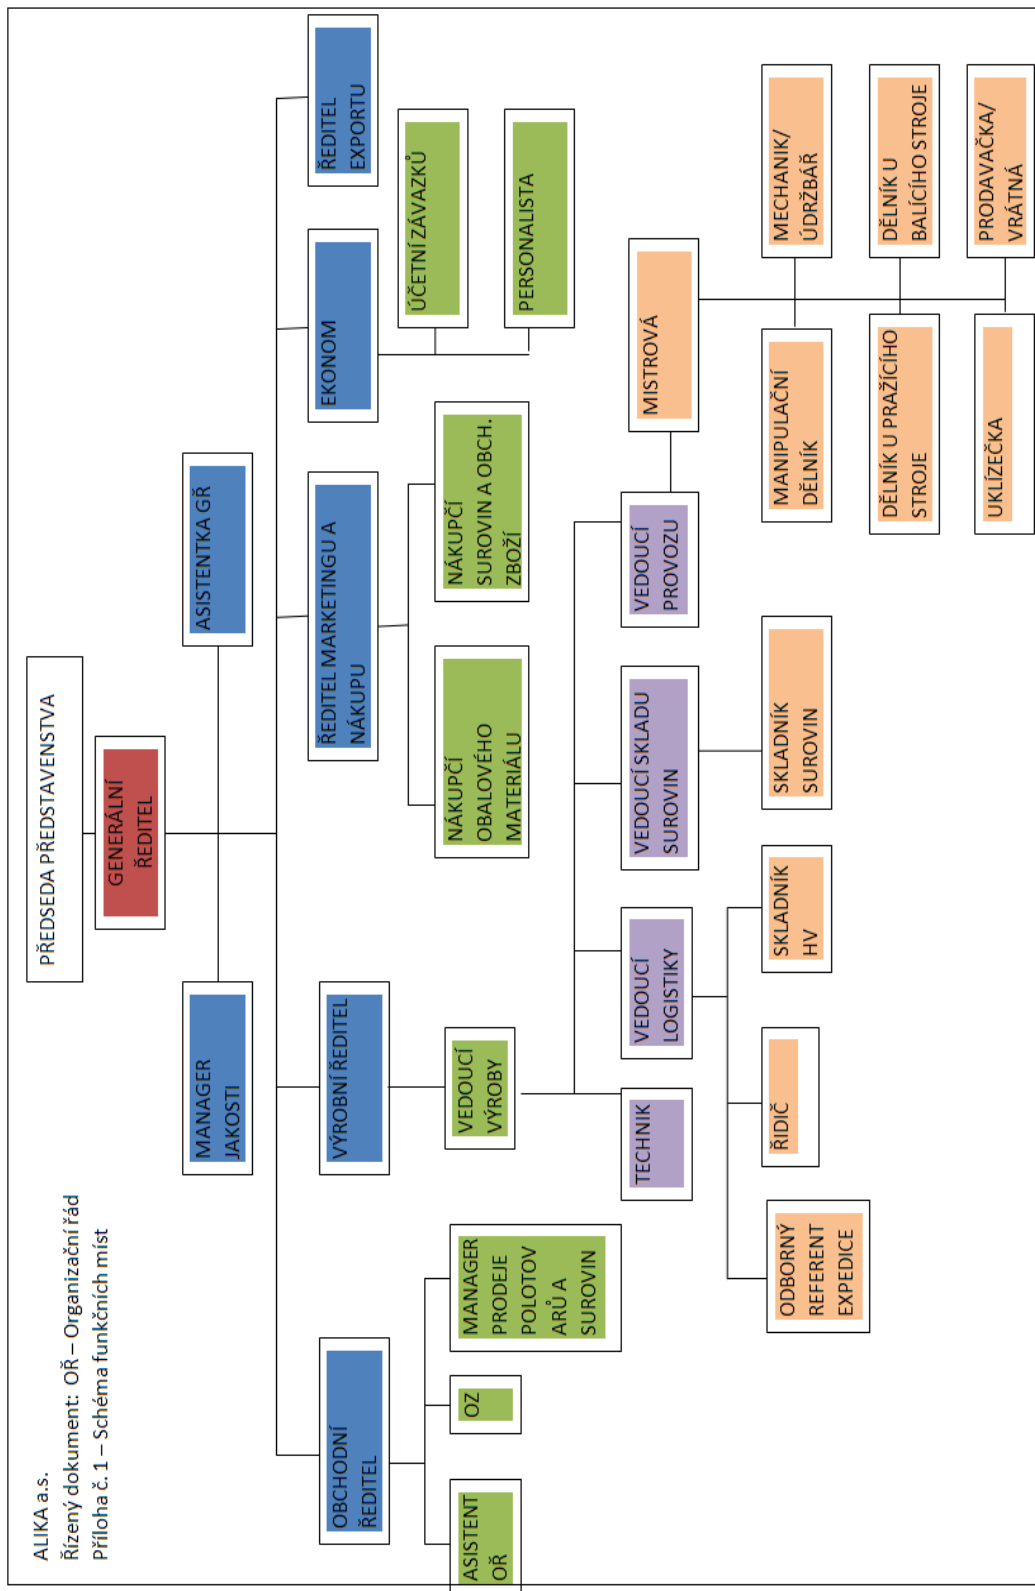 ALIKA a.s.
Řízený dokument: OŘ – Organizační řád
Příloha č. 1 – Schéma funkčních míst
PŘEDSEDA PŘEDSTAVENSTVA
GENERÁLNÍ
ŘEDITEL
MANAGER
JAKOSTI
ASISTENTKA GŘ
OBCHODNÍ
ŘEDITEL
VÝROBNÍ ŘEDITEL
ŘEDITEL MARKETINGU A
NÁKUPU
EKONOM
ŘEDITEL
EXPORTU
ASISTENT
OŘ
OZ
MANAGER
PRODEJE
POLOTOV
ARŮ A
SUROVIN
VEDOUCÍ
VÝROBY
NÁKUPČÍ
OBALOVÉHO
MATERIÁLU
NÁKUPČÍ
SUROVIN A OBCH.
ZBOŽÍ
ÚČETNÍ ZÁVAZKŮ
PERSONALISTA
TECHNIK
VEDOUCÍ
LOGISTIKY
VEDOUCÍ SKLADU
SUROVIN
VEDOUCÍ
PROVOZU
MISTROVÁ
ODBORNÝ
REFERENT
EXPEDICE
ŘIDIČ
SKLADNÍK
HV
SKLADNÍK
SUROVIN
MANIPULAČNÍ
DĚLNÍK
MECHANIK/
ÚDRŽBÁŘ
DĚLNÍK U PRAŽÍCÍHO
STROJE
DĚLNÍK U
BALÍCÍHO STROJE
UKLÍZEČKA
PRODAVAČKA/
VRÁTNÁ